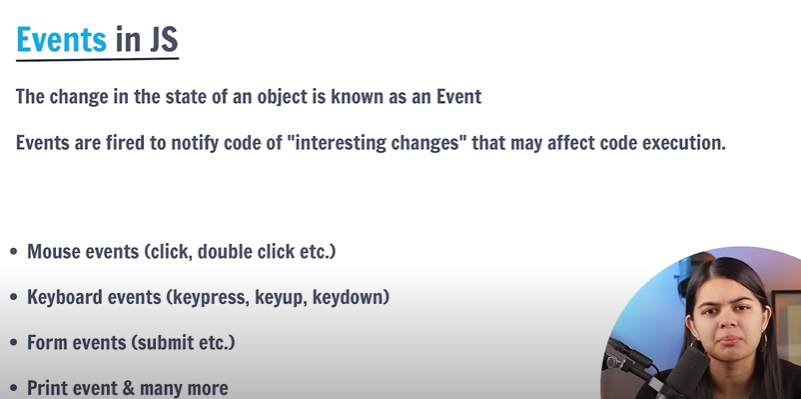 Events in JS
The change in the state of an object is known as an Event
Events are fired to notify code of "interesting changes" that may affect code execution.
• Mouse events (click, double click etc.)
• Keyboard events (keypress, keyup, keydown)
• Form events (submit etc.)
• Print event & many more